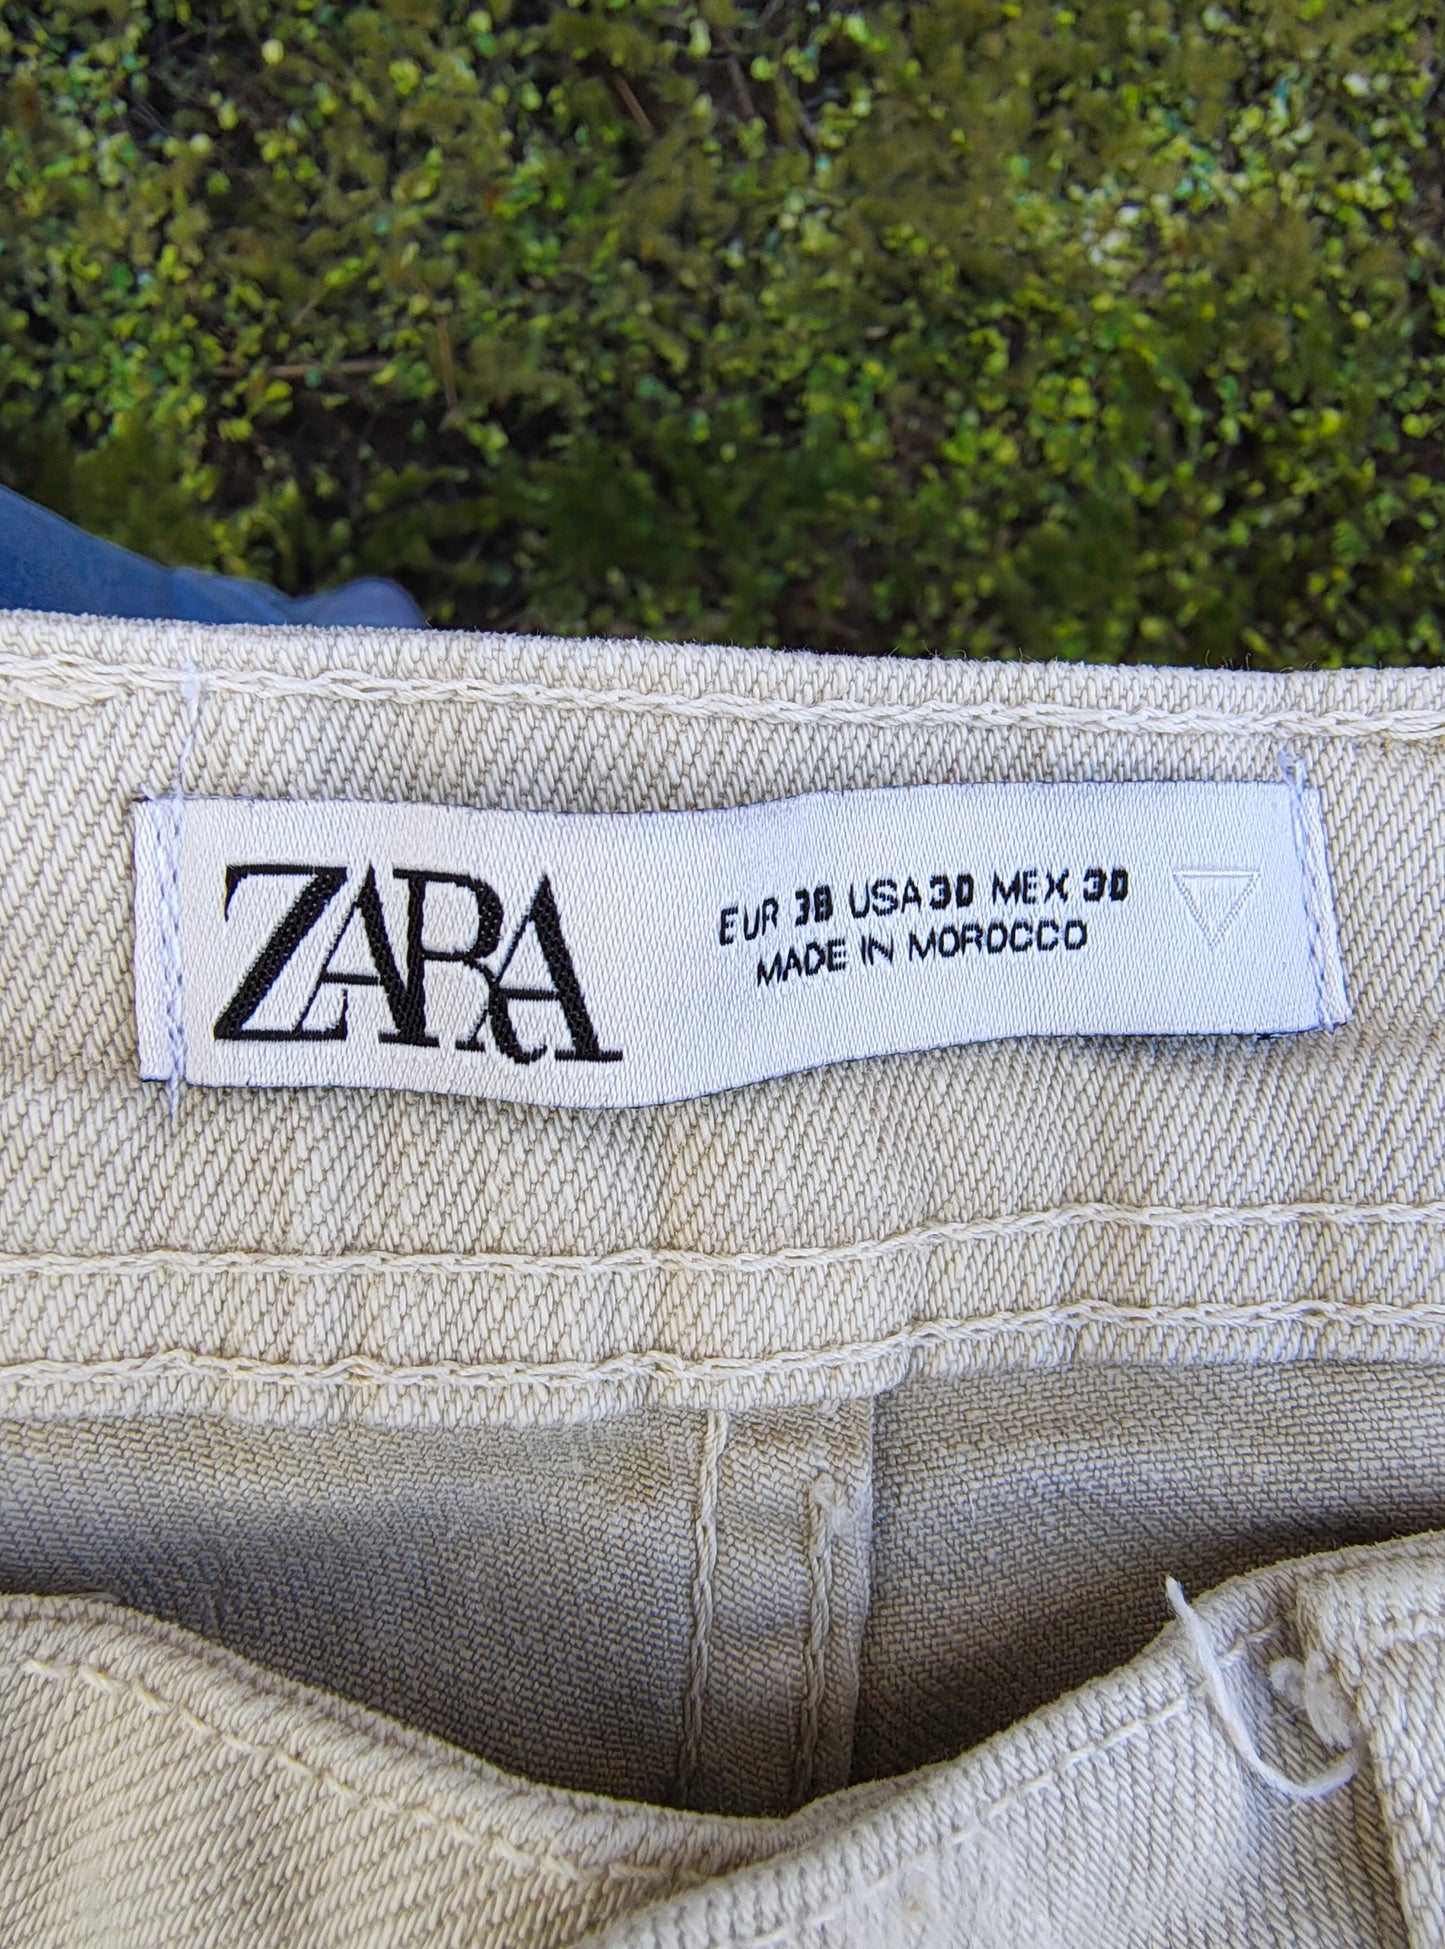 ZARA
EUR 38 USA 30 MEX 30
MADE IN MOROCCO